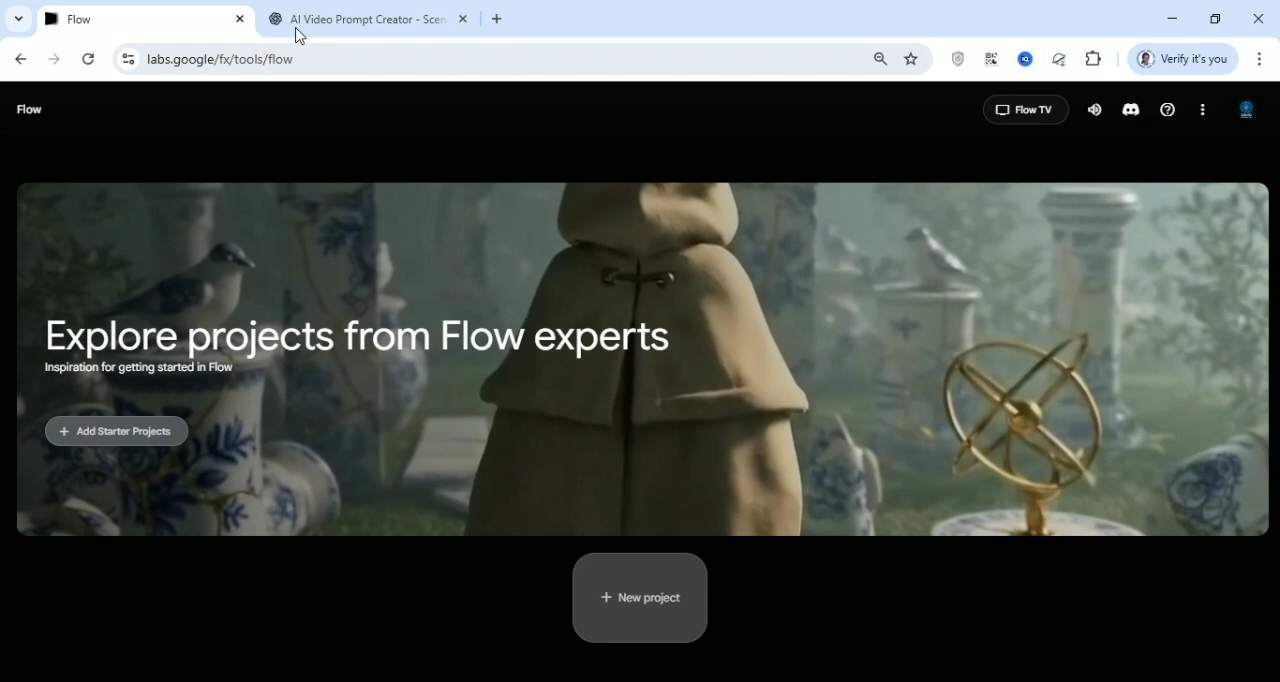 Flow
AI Video Prompt Creator - Scen
labs.google/fx/tools/flow
Verify it's you
Flow
Flow TV
Explore projects from Flow experts
Inspiration for getting started in Flow
+ Add Starter Projects
+ New project